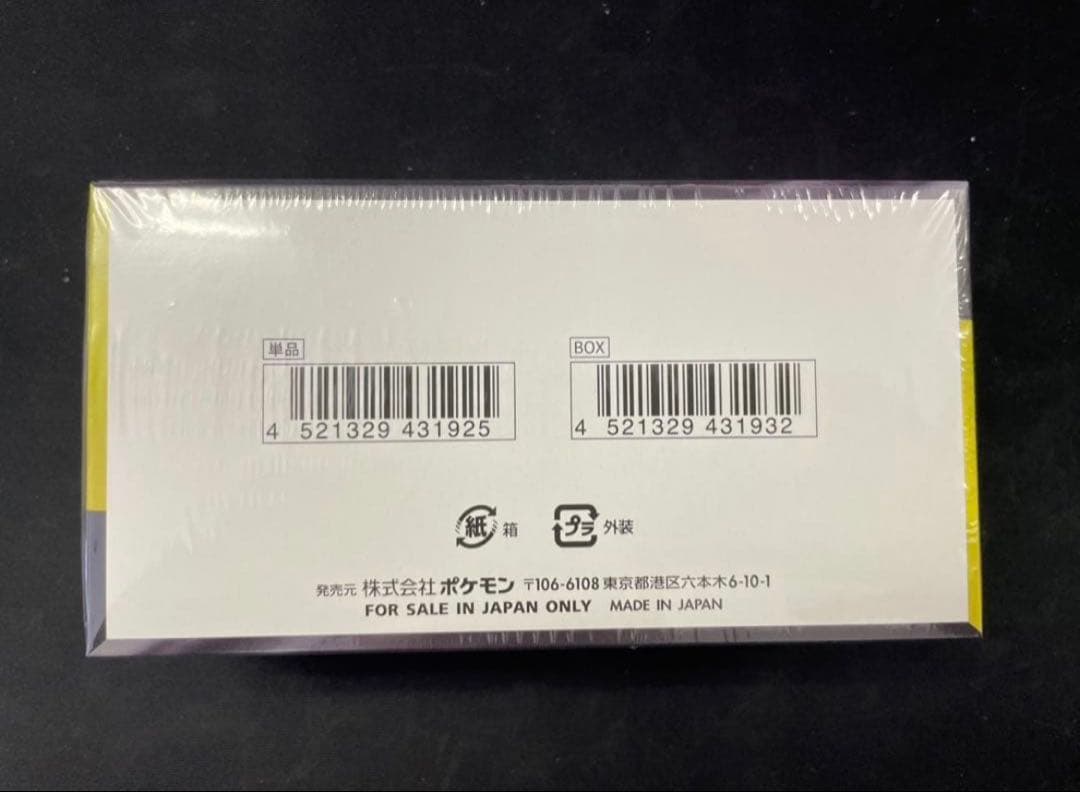 単品
BOX
4 521329 431925
4 521329 431932
紙 箱
プラ 外装
発売元 株式会社ポケモン 〒106-6108 東京都港区六本木6-10-1
FOR SALE IN JAPAN ONLY MADE IN JAPAN